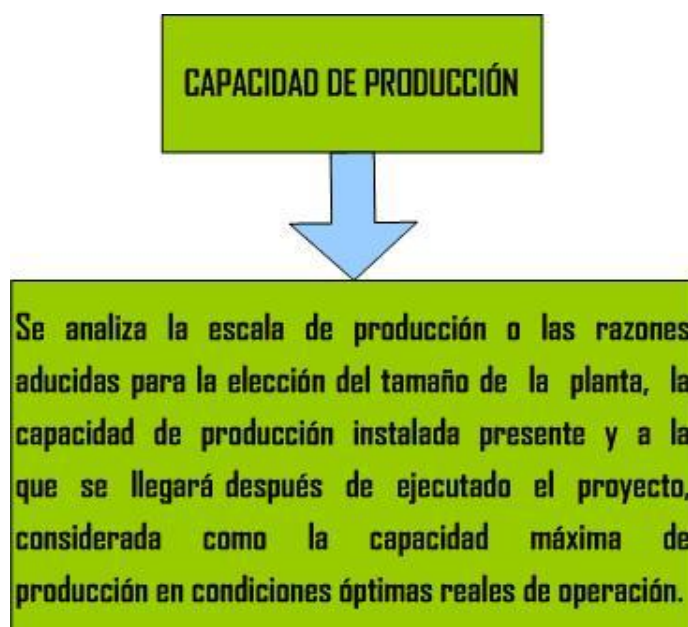 CAPACIDAD DE PRODUCCIÓN
Se analiza la escala de producción o las razones
aducidas para la elección del tamaño de la planta, la
capacidad de producción instalada presente y a la
que se llegará después de ejecutado el proyecto,
considerada como la capacidad máxima de
producción en condiciones óptimas reales de operación.